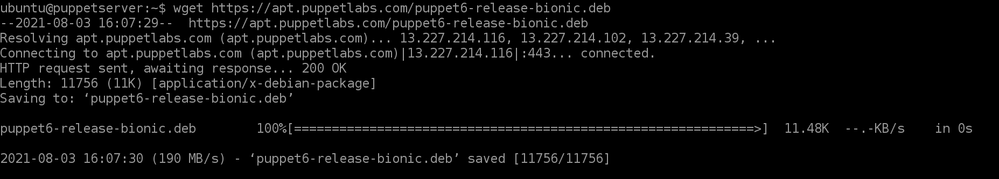 ubuntu@puppetserver:~$ wget https://apt.puppetlabs.com/puppet6-release-bionic.deb
--2021-08-03 16:07:29--  https://apt.puppetlabs.com/puppet6-release-bionic.deb
Resolving apt.puppetlabs.com (apt.puppetlabs.com)... 13.227.214.116, 13.227.214.102, 13.227.214.39, ...
Connecting to apt.puppetlabs.com (apt.puppetlabs.com)|13.227.214.116|:443... connected.
HTTP request sent, awaiting response... 200 OK
Length: 11756 (11K) [application/x-debian-package]
Saving to: ‘puppet6-release-bionic.deb’
puppet6-release-bionic.deb        100%[=============================================================>]  11.48K  --.-KB/s    in 0s
2021-08-03 16:07:30 (190 MB/s) - ‘puppet6-release-bionic.deb’ saved [11756/11756]